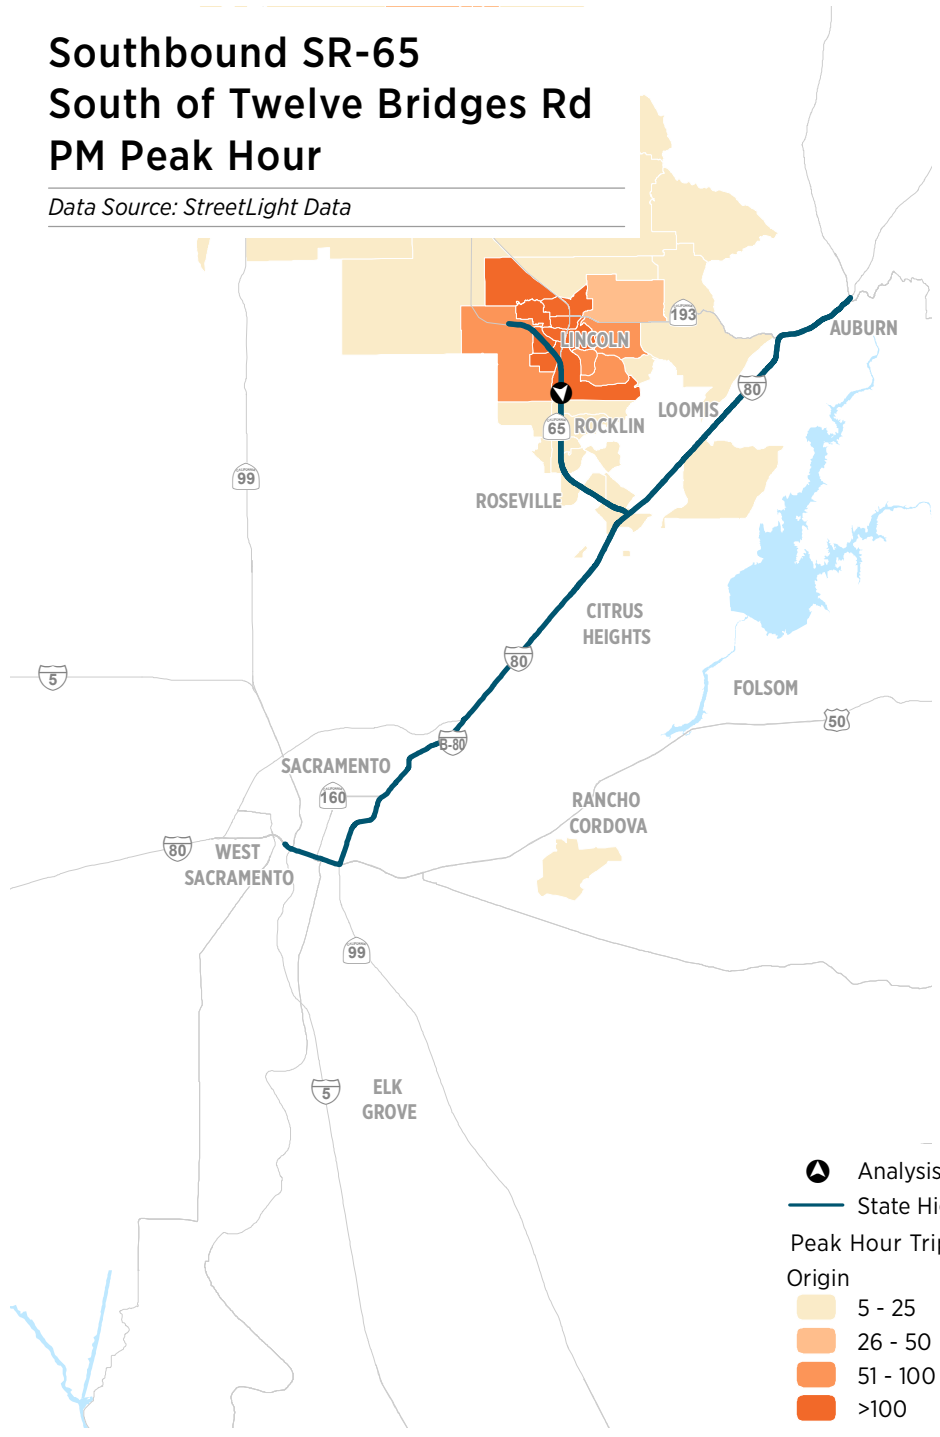 Southbound SR-65
South of Twelve Bridges Rd
PM Peak Hour
Data Source: StreetLight Data
193
AUBURN
LINCOLN
80
LOOMIS
65
ROCKLIN
99
ROSEVILLE
CITRUS
HEIGHTS
80
5
FOLSOM
50
B-80
SACRAMENTO
160
RANCHO
CORDOVA
80
WEST
SACRAMENTO
99
5
ELK
GROVE
Analysis
State Hi
Peak Hour Trip
Origin
5 - 25
26 - 50
51 - 100
>100